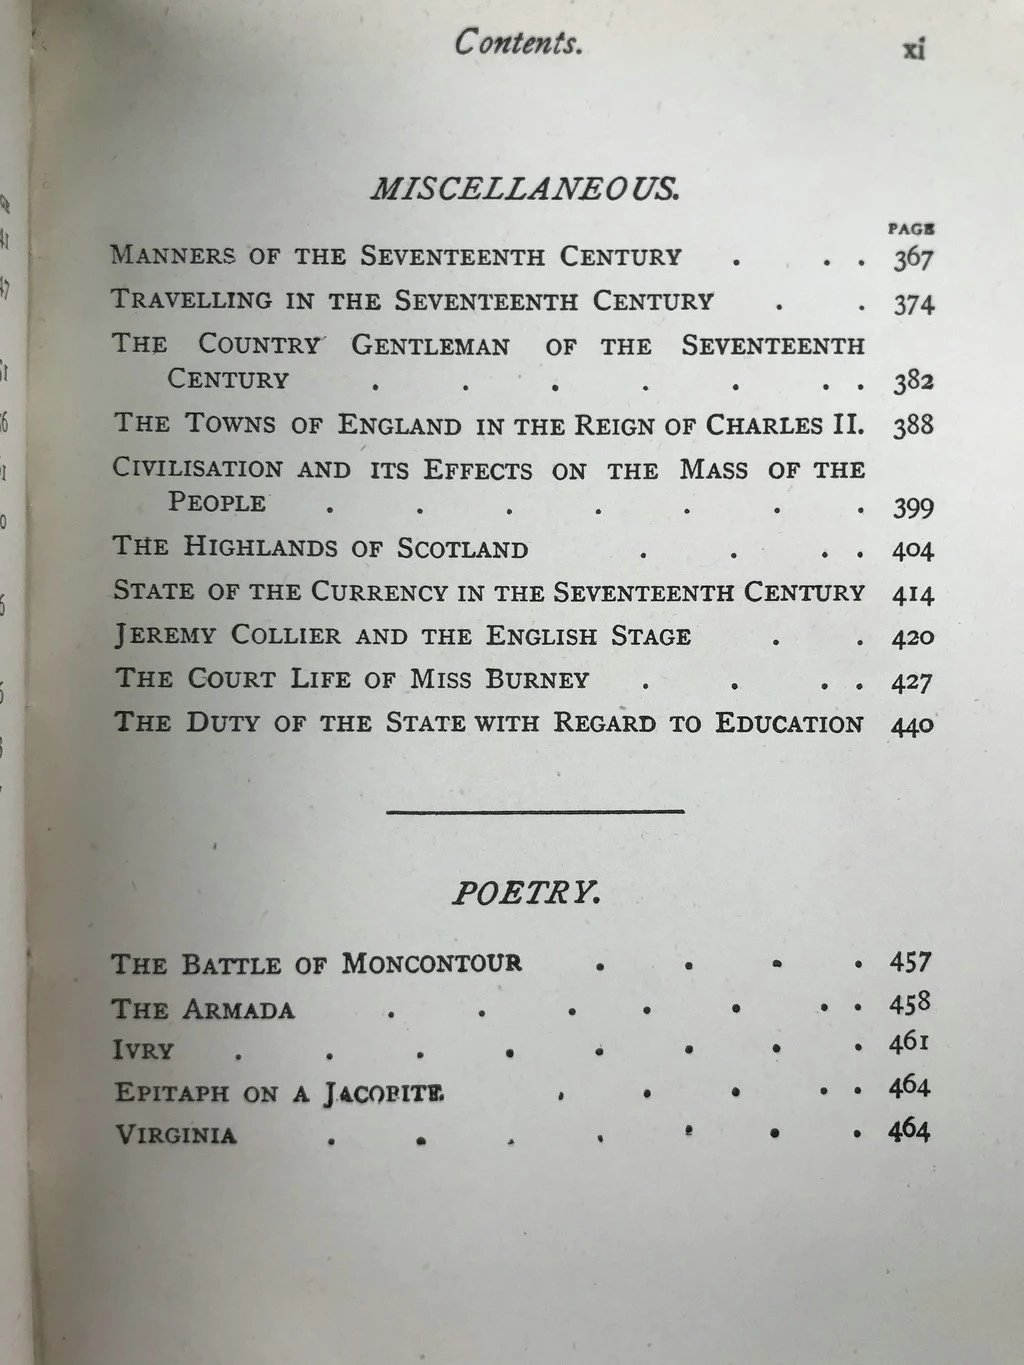 Contents. xi
MISCELLANEOUS.
PAGE
MANNERS OF THE SEVENTEENTH CENTURY . . . 367
TRAVELLING IN THE SEVENTEENTH CENTURY . . 374
THE COUNTRY GENTLEMAN OF THE SEVENTEENTH
CENTURY . . . . . . . 382
THE TOWNS OF ENGLAND IN THE REIGN OF CHARLES II. 388
CIVILISATION AND ITS EFFECTS ON THE MASS OF THE
PEOPLE . . . . . . . 399
THE HIGHLANDS OF SCOTLAND . . . . 404
STATE OF THE CURRENCY IN THE SEVENTEENTH CENTURY 414
JEREMY COLLIER AND THE ENGLISH STAGE . . 420
THE COURT LIFE OF MISS BURNEY . . . . 427
THE DUTY OF THE STATE WITH REGARD TO EDUCATION 440
POETRY.
THE BATTLE OF MONCONTOUR . . . . 457
THE ARMADA . . . . . . . 458
IVRY . . . . . . . . 461
EPITAPH ON A JACOBITE . . . . . 464
VIRGINIA . . . . . . . 464